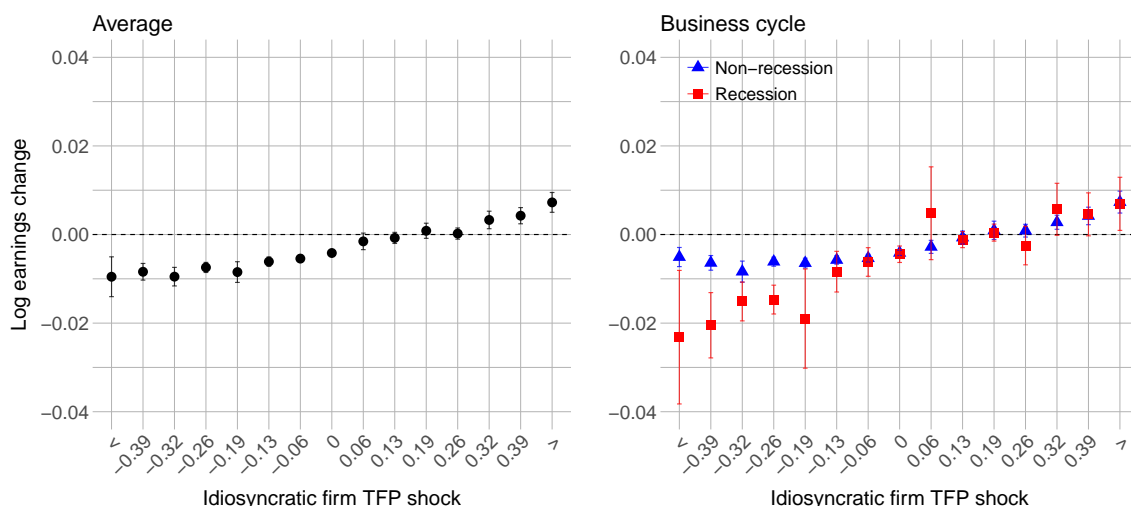 Average
Business cycle
0.04
0.02
0.00
−0.02
−0.04
Log earnings change
< −0.39 −0.32 −0.26 −0.19 −0.13 −0.06 0 0.06 0.13 0.19 0.26 0.32 0.39 >
Idiosyncratic firm TFP shock
Non−recession
Recession
0.04
0.02
0.00
−0.02
−0.04
< −0.39 −0.32 −0.26 −0.19 −0.13 −0.06 0 0.06 0.13 0.19 0.26 0.32 0.39 >
Idiosyncratic firm TFP shock